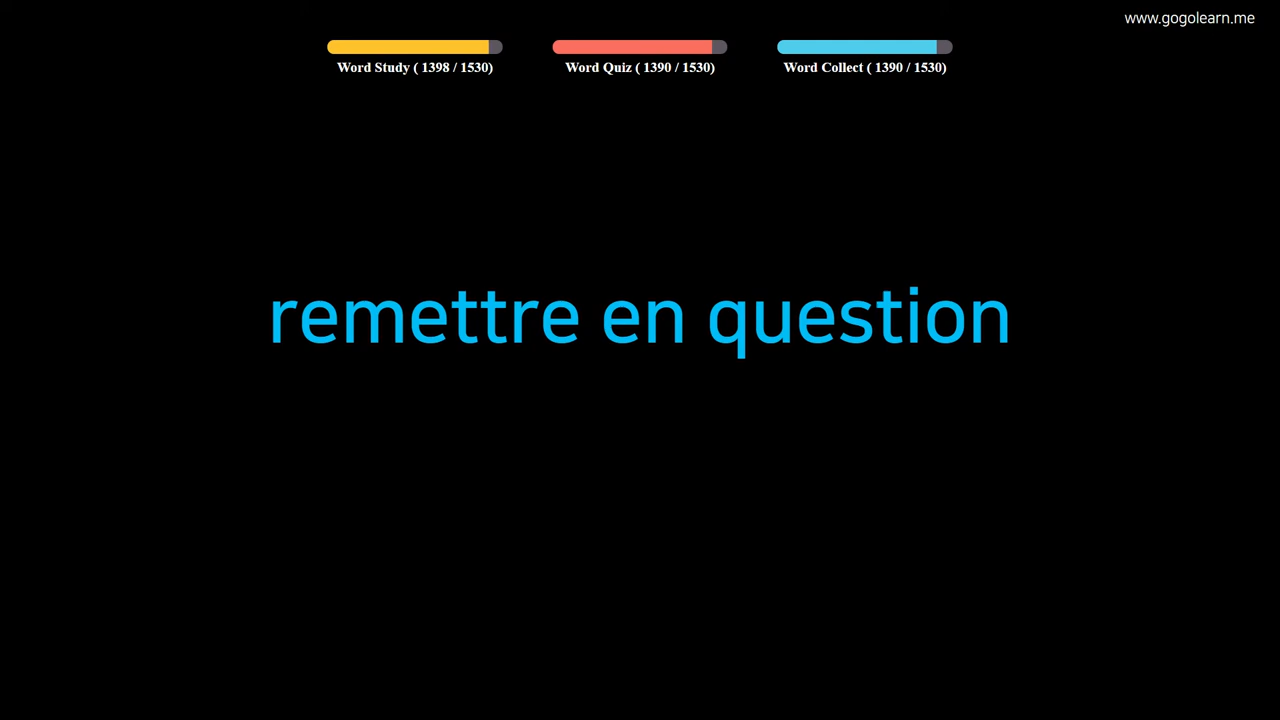 www.gogolearn.me
Word Study ( 1398 / 1530)
Word Quiz ( 1390 / 1530)
Word Collect ( 1390 / 1530)
remettre en question